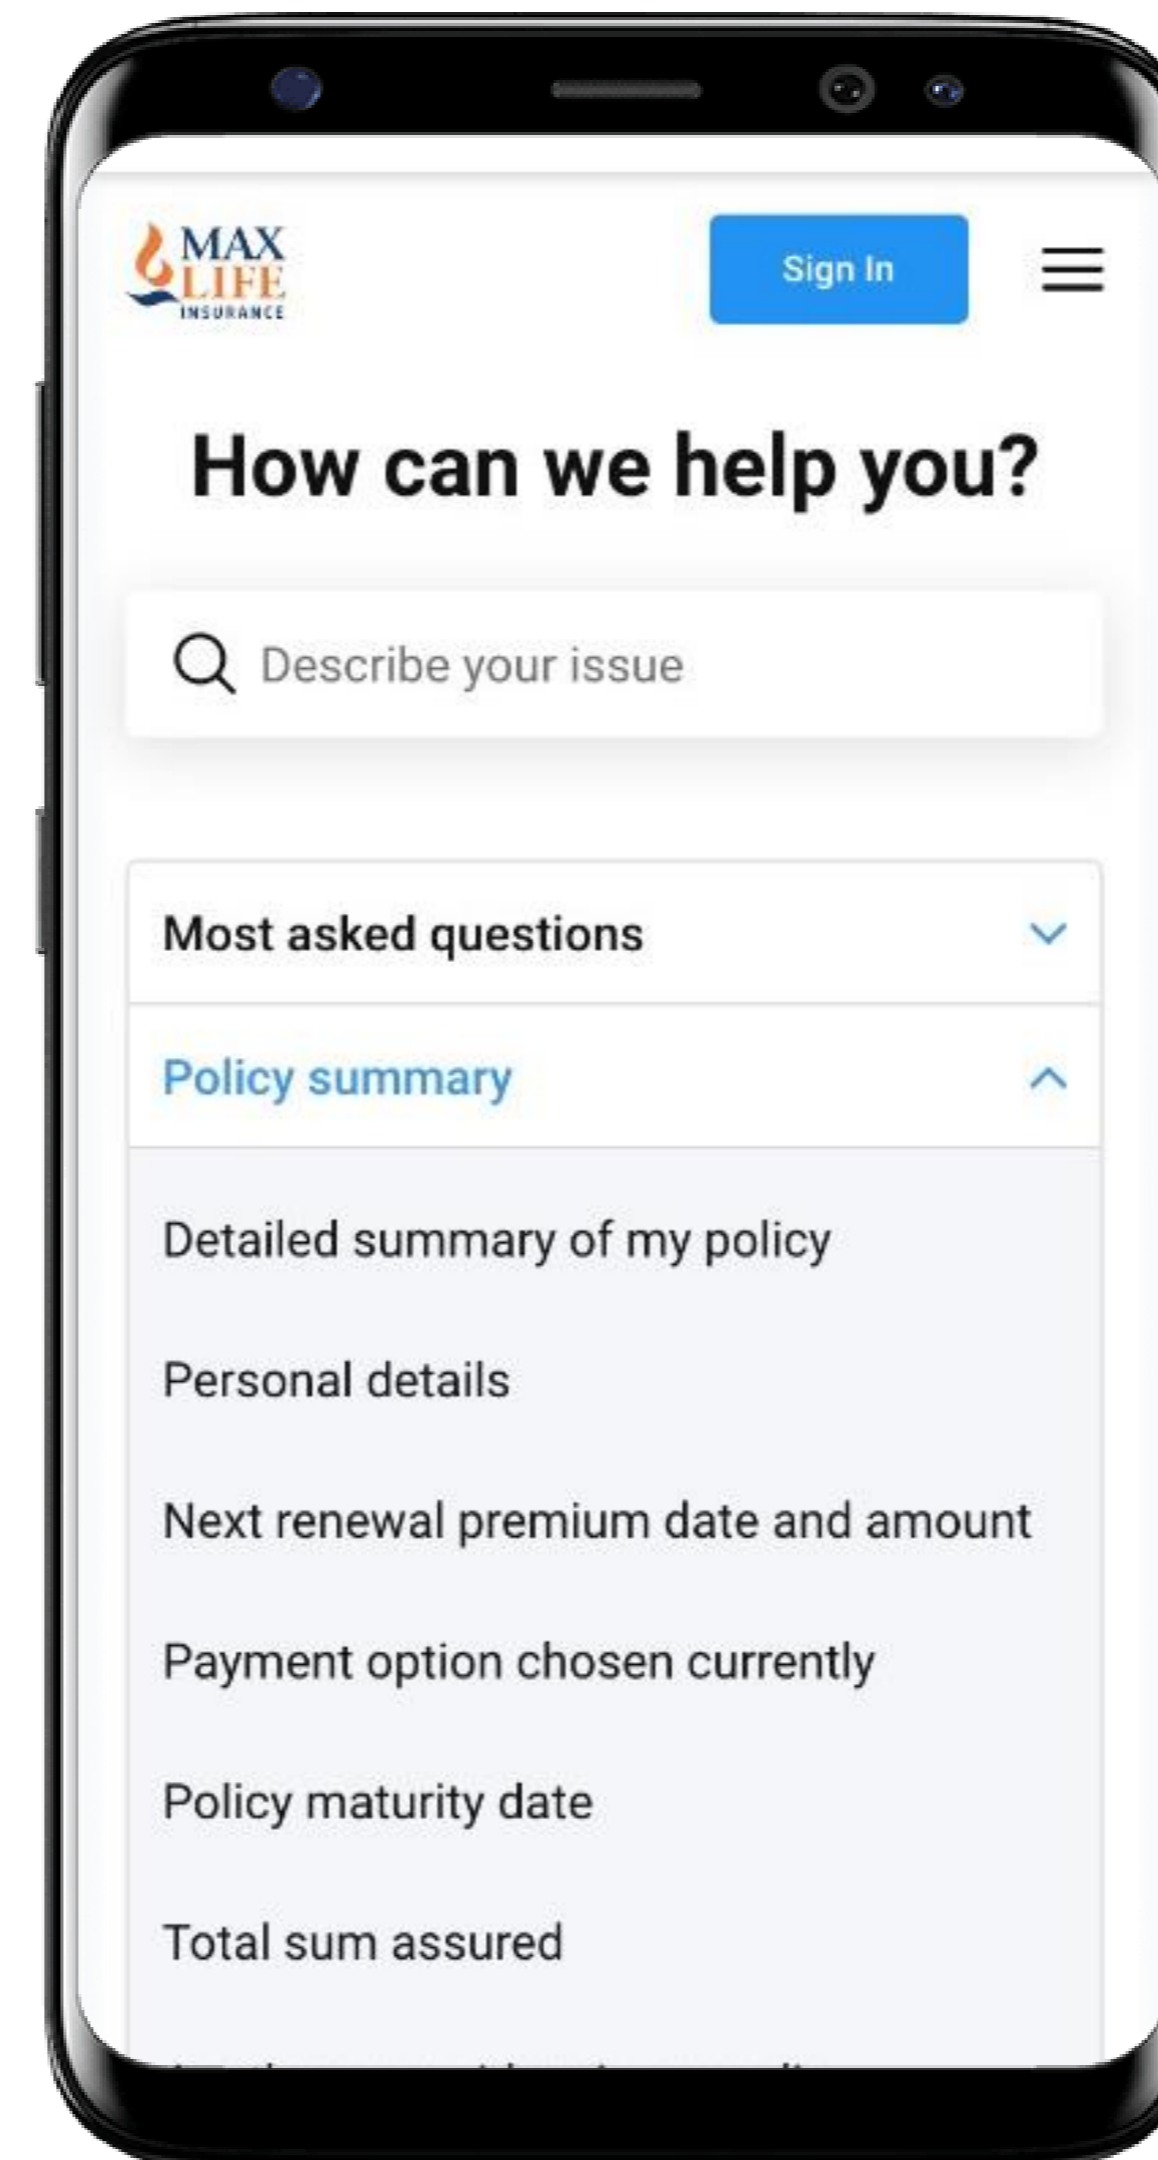 MAX
LIFE
INSURANCE
Sign In
How can we help you?
Describe your issue
Most asked questions
Policy summary
Detailed summary of my policy
Personal details
Next renewal premium date and amount
Payment option chosen currently
Policy maturity date
Total sum assured